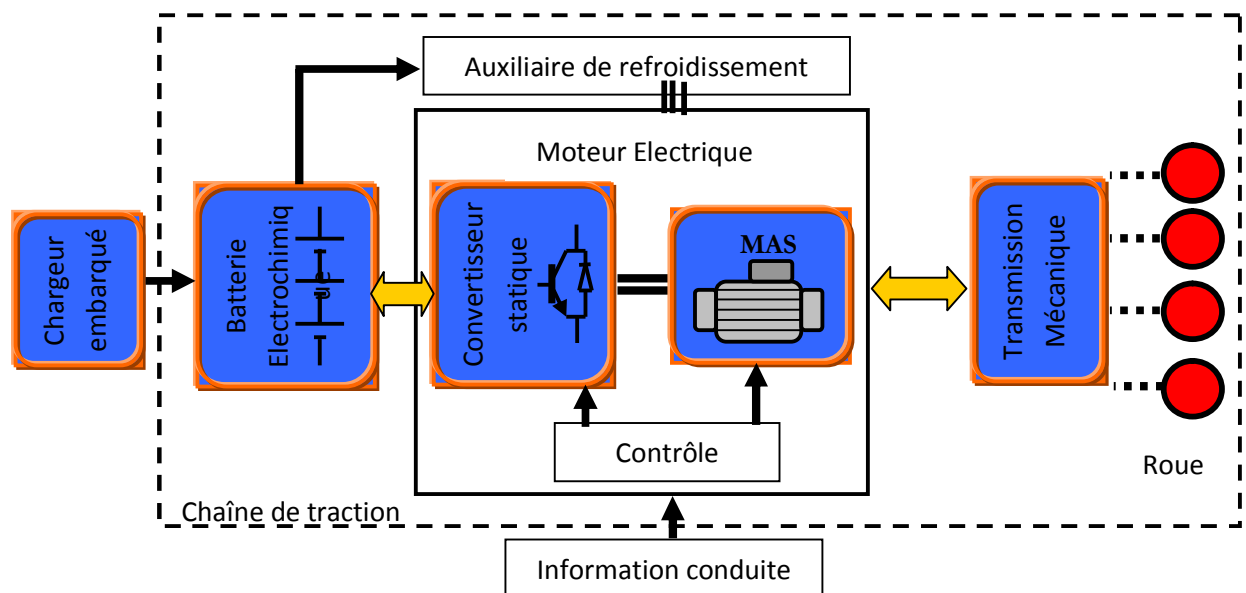 Auxiliaire de refroidissement
Moteur Electrique
Chargeur
embarqué
Batterie
Electrochimiq
ue
Convertisseur
statique
MAS
Transmission
Mécanique
Contrôle
Roue
Chaîne de traction
Information conduite